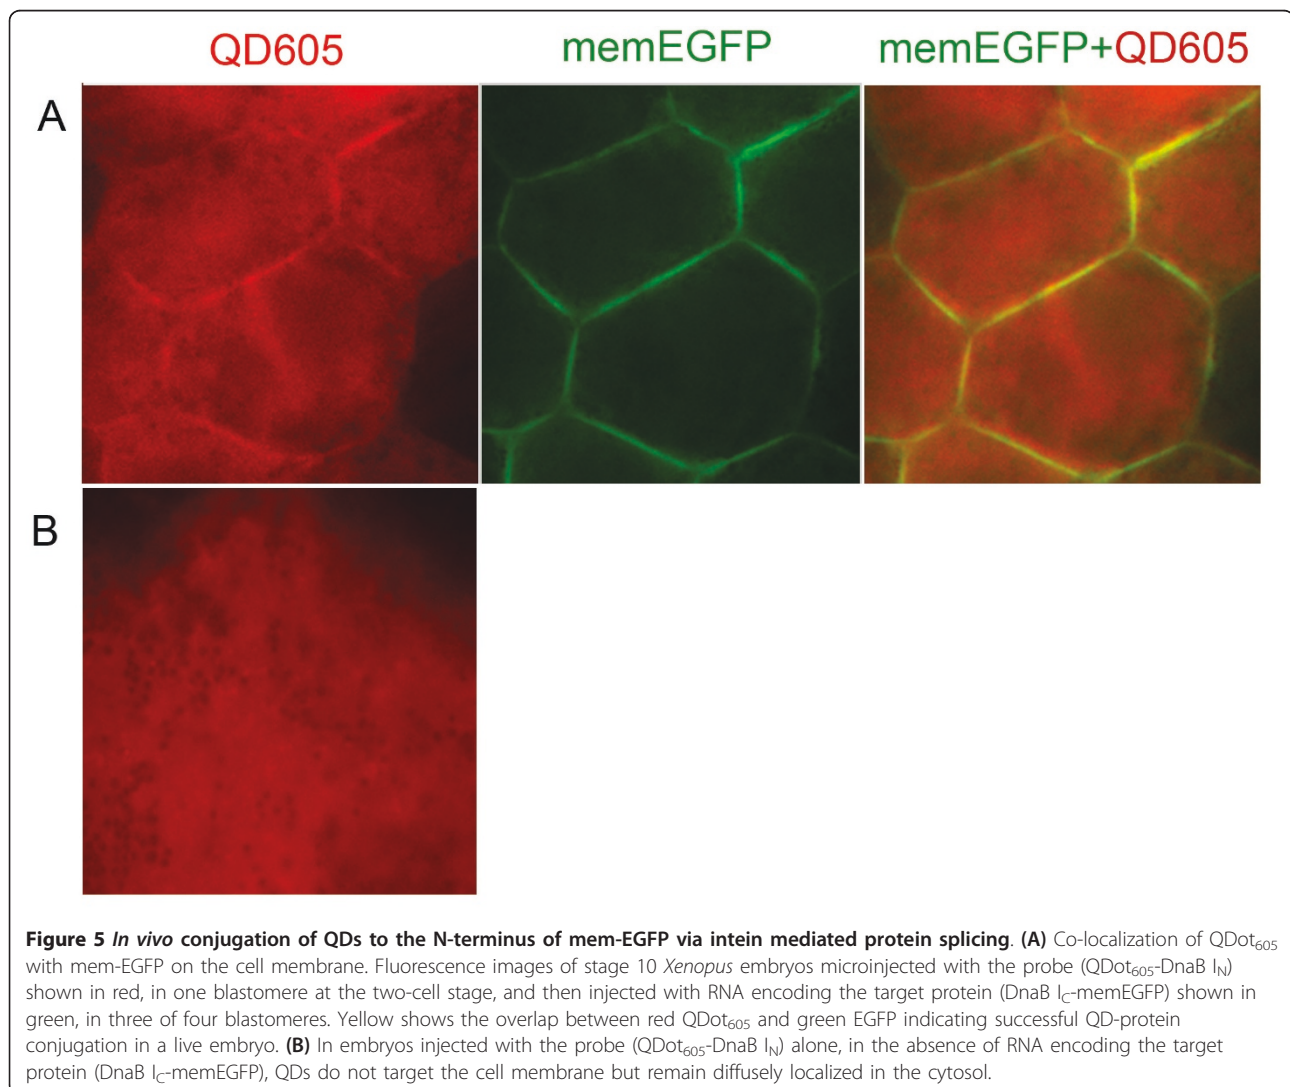 QD605 memEGFP memEGFP+QD605
A
B
Figure 5 In vivo conjugation of QDs to the N-terminus of mem-EGFP via intein mediated protein splicing. (A) Co-localization of QDot605
with mem-EGFP on the cell membrane. Fluorescence images of stage 10 Xenopus embryos microinjected with the probe (QDot605-DnaB IN)
shown in red, in one blastomere at the two-cell stage, and then injected with RNA encoding the target protein (DnaB IC-memEGFP) shown in
green, in three of four blastomeres. Yellow shows the overlap between red QDot605 and green EGFP indicating successful QD-protein
conjugation in a live embryo. (B) In embryos injected with the probe (QDot605-DnaB IN) alone, in the absence of RNA encoding the target
protein (DnaB IC-memEGFP), QDs do not target the cell membrane but remain diffusely localized in the cytosol.